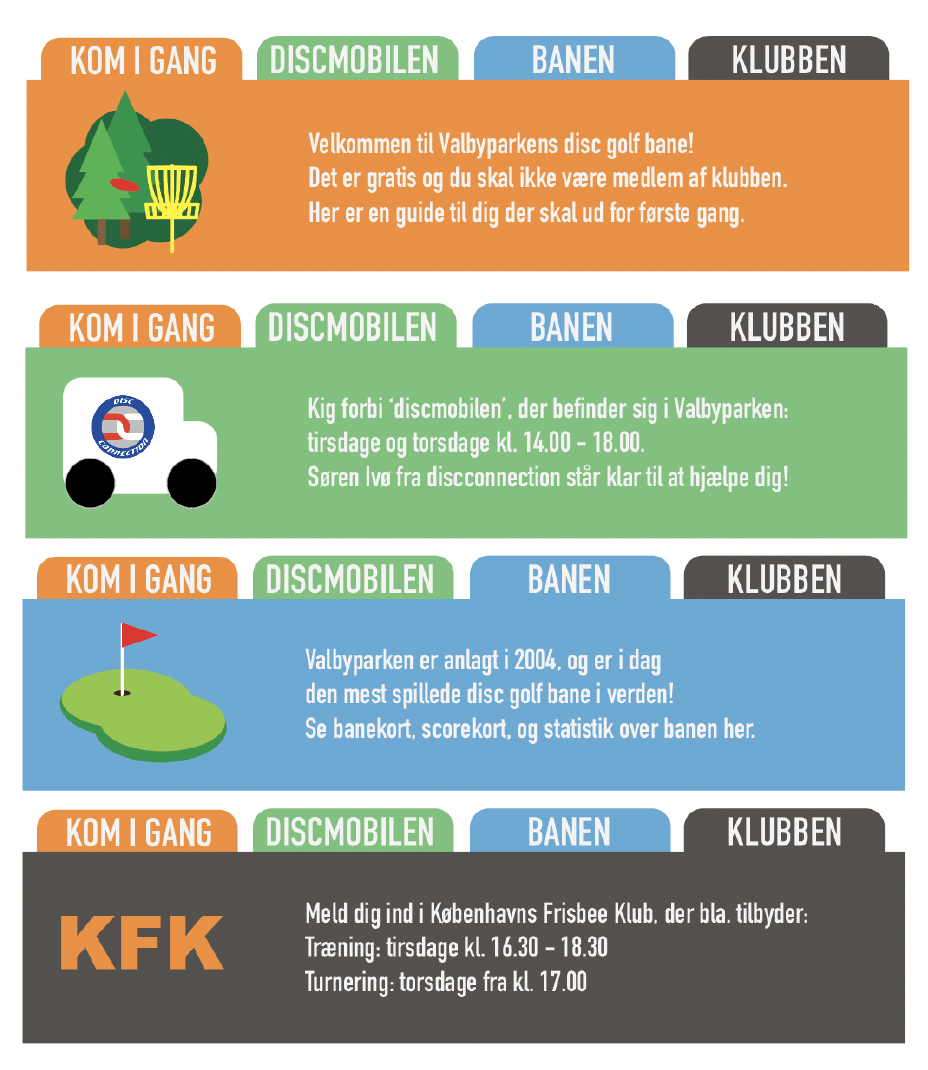 KOM I GANG DISCMOBILEN BANEN KLUBBEN
Velkommen til Valbyparkens disc golf bane!
Det er gratis og du skal ikke være medlem af klubben.
Her er en guide til dig der skal ud for første gang.
KOM I GANG DISCMOBILEN BANEN KLUBBEN
DISC
CONNECTION
Kig forbi 'discmobilen', der befinder sig i Valbyparken:
tirsdage og torsdage kl. 14.00 - 18.00.
Søren Ivø fra discconnection står klar til at hjælpe dig!
KOM I GANG DISCMOBILEN BANEN KLUBBEN
Valbyparken er anlagt i 2004, og er i dag
den mest spillede disc golf bane i verden!
Se banekort, scorekort, og statistik over banen her.
KOM I GANG DISCMOBILEN BANEN KLUBBEN
KFK
Meld dig ind i Københavns Frisbee Klub, der bla. tilbyder:
Træning: tirsdage kl. 16.30 - 18.30
Turnering: torsdage fra kl. 17.00